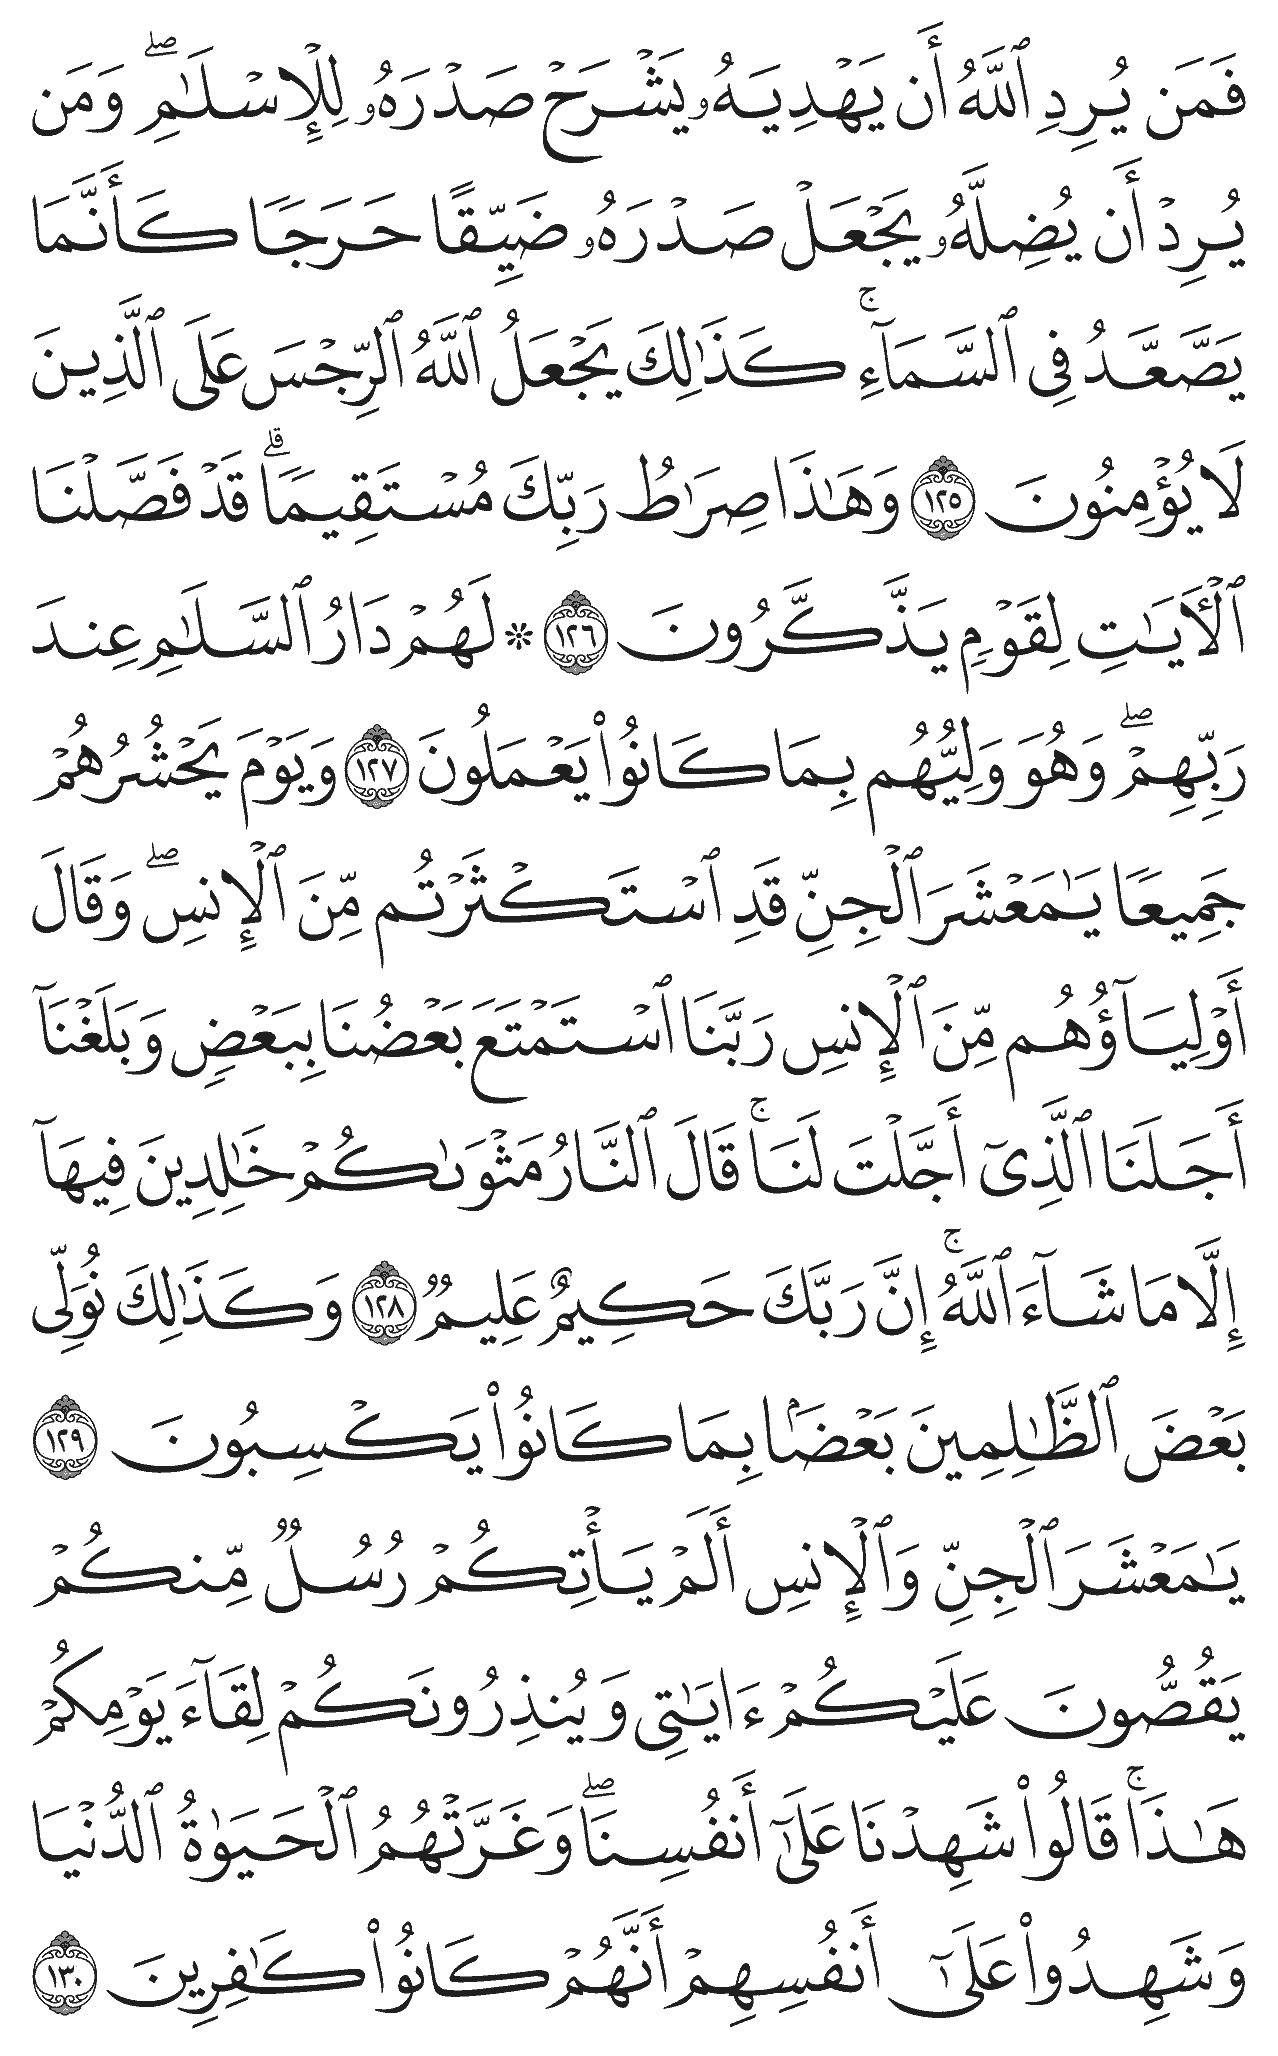 فَمَن يُرِدِ ٱللَّهُ أَن يَهْدِيَهُۥ يَشْرَحْ صَدْرَهُۥ لِلْإِسْلَٰمِ ۖ وَمَن
يُرِدْ أَن يُضِلَّهُۥ يَجْعَلْ صَدْرَهُۥ ضَيِّقًا حَرَجًا كَأَنَّمَا
يَصَّعَّدُ فِى ٱلسَّمَآءِ ۚ كَذَٰلِكَ يَجْعَلُ ٱللَّهُ ٱلرِّجْسَ عَلَى ٱلَّذِينَ
لَا يُؤْمِنُونَ ١٢٥ وَهَٰذَا صِرَٰطُ رَبِّكَ مُسْتَقِيمًا ۗ قَدْ فَصَّلْنَا
ٱلْءَايَٰتِ لِقَوْمٍ يَذَّكَّرُونَ ١٢٦ ۞ لَهُمْ دَارُ ٱلسَّلَٰمِ عِندَ
رَبِّهِمْ ۖ وَهُوَ وَلِيُّهُم بِمَا كَانُوا۟ يَعْمَلُونَ ١٢٧ وَيَوْمَ يَحْشُرُهُمْ
جَمِيعًا يَٰمَعْشَرَ ٱلْجِنِّ قَدِ ٱسْتَكْثَرْتُم مِّنَ ٱلْإِنسِ ۖ وَقَالَ
أَوْلِيَآؤُهُم مِّنَ ٱلْإِنسِ رَبَّنَا ٱسْتَمْتَعَ بَعْضُنَا بِبَعْضٍ وَبَلَغْنَآ
أَجَلَنَا ٱلَّذِىٓ أَجَّلْتَ لَنَا ۚ قَالَ ٱلنَّارُ مَثْوَىٰكُمْ خَٰلِدِينَ فِيهَآ
إِلَّا مَا شَآءَ ٱللَّهُ ۚ إِنَّ رَبَّكَ حَكِيمٌ عَلِيمٌ ١٢٨ وَكَذَٰلِكَ نُوَلِّى
بَعْضَ ٱلظَّٰلِمِينَ بَعْضًۢا بِمَا كَانُوا۟ يَكْسِبُونَ ١٢٩
يَٰمَعْشَرَ ٱلْجِنِّ وَٱلْإِنسِ أَلَمْ يَأْتِكُمْ رُسُلٌ مِّنكُمْ
يَقُصُّونَ عَلَيْكُمْ ءَايَٰتِى وَيُنذِرُونَكُمْ لِقَآءَ يَوْمِكُمْ
هَٰذَا ۚ قَالُوا۟ شَهِدْنَا عَلَىٰٓ أَنفُسِنَا ۖ وَغَرَّتْهُمُ ٱلْحَيَوٰةُ ٱلدُّنْيَا
وَشَهِدُوا۟ عَلَىٰٓ أَنفُسِهِمْ أَنَّهُمْ كَانُوا۟ كَٰفِرِينَ ١٣٠